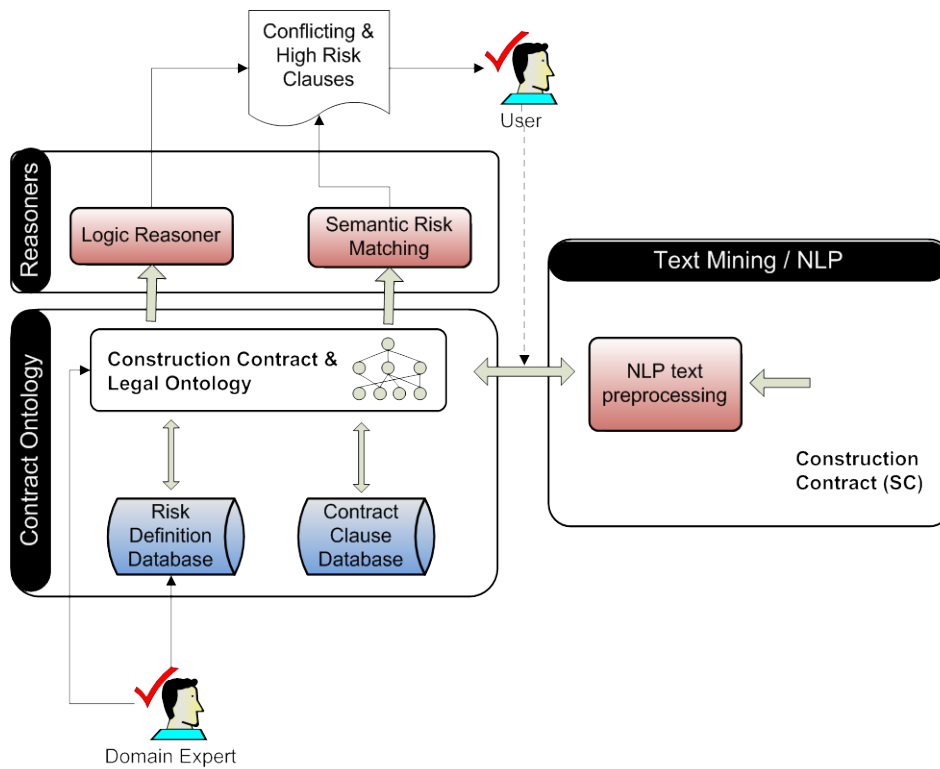 Conflicting &
High Risk
Clauses
User
Reasoners
Logic Reasoner
Semantic Risk
Matching
Text Mining / NLP
Contract Ontology
Construction Contract &
Legal Ontology
NLP text
preprocessing
Construction
Contract (SC)
Risk
Definition
Database
Contract
Clause
Database
Domain Expert